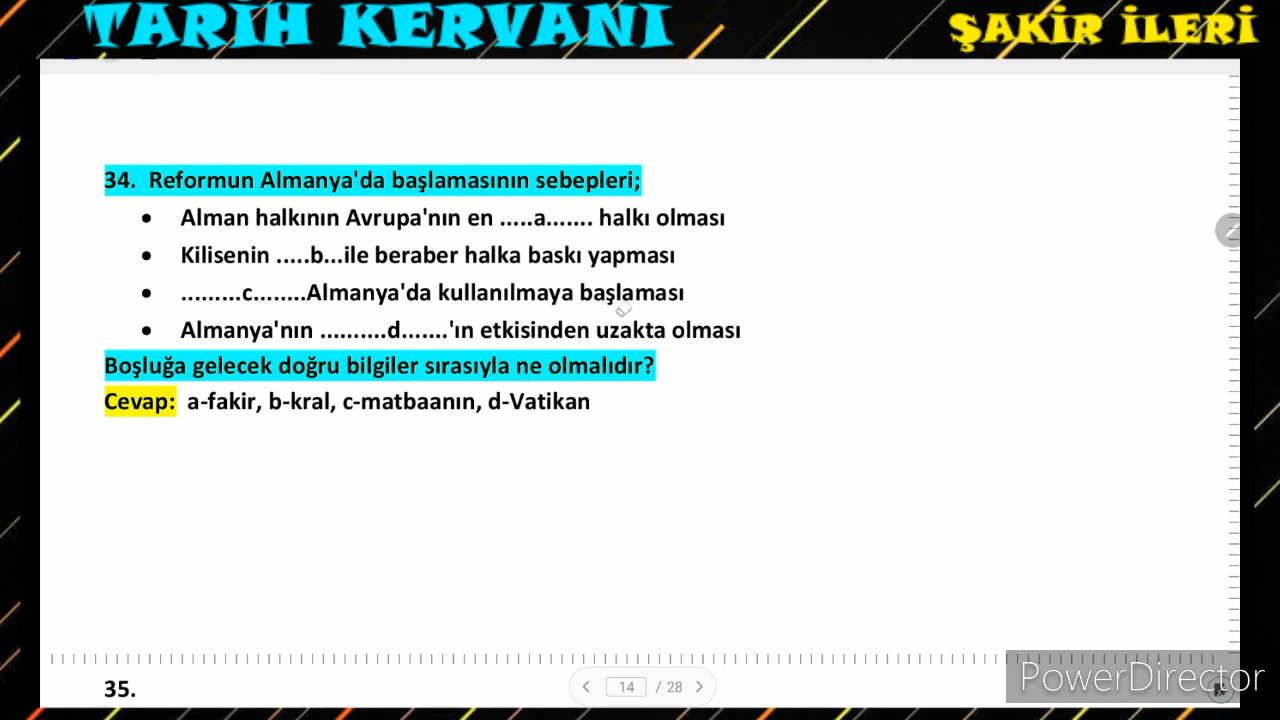 TARİH KERVANI
ŞAKİR İLERİ
34. Reformun Almanya'da başlamasının sebepleri;
• Alman halkının Avrupa'nın en .....a....... halkı olması
• Kilisenin .....b...ile beraber halka baskı yapması
• .........c........Almanya'da kullanılmaya başlaması
• Almanya'nın ..........d.......'ın etkisinden uzakta olması
Boşluğa gelecek doğru bilgiler sırasıyla ne olmalıdır?
Cevap: a-fakir, b-kral, c-matbaanın, d-Vatikan
35.
14 / 28
PowerDirector